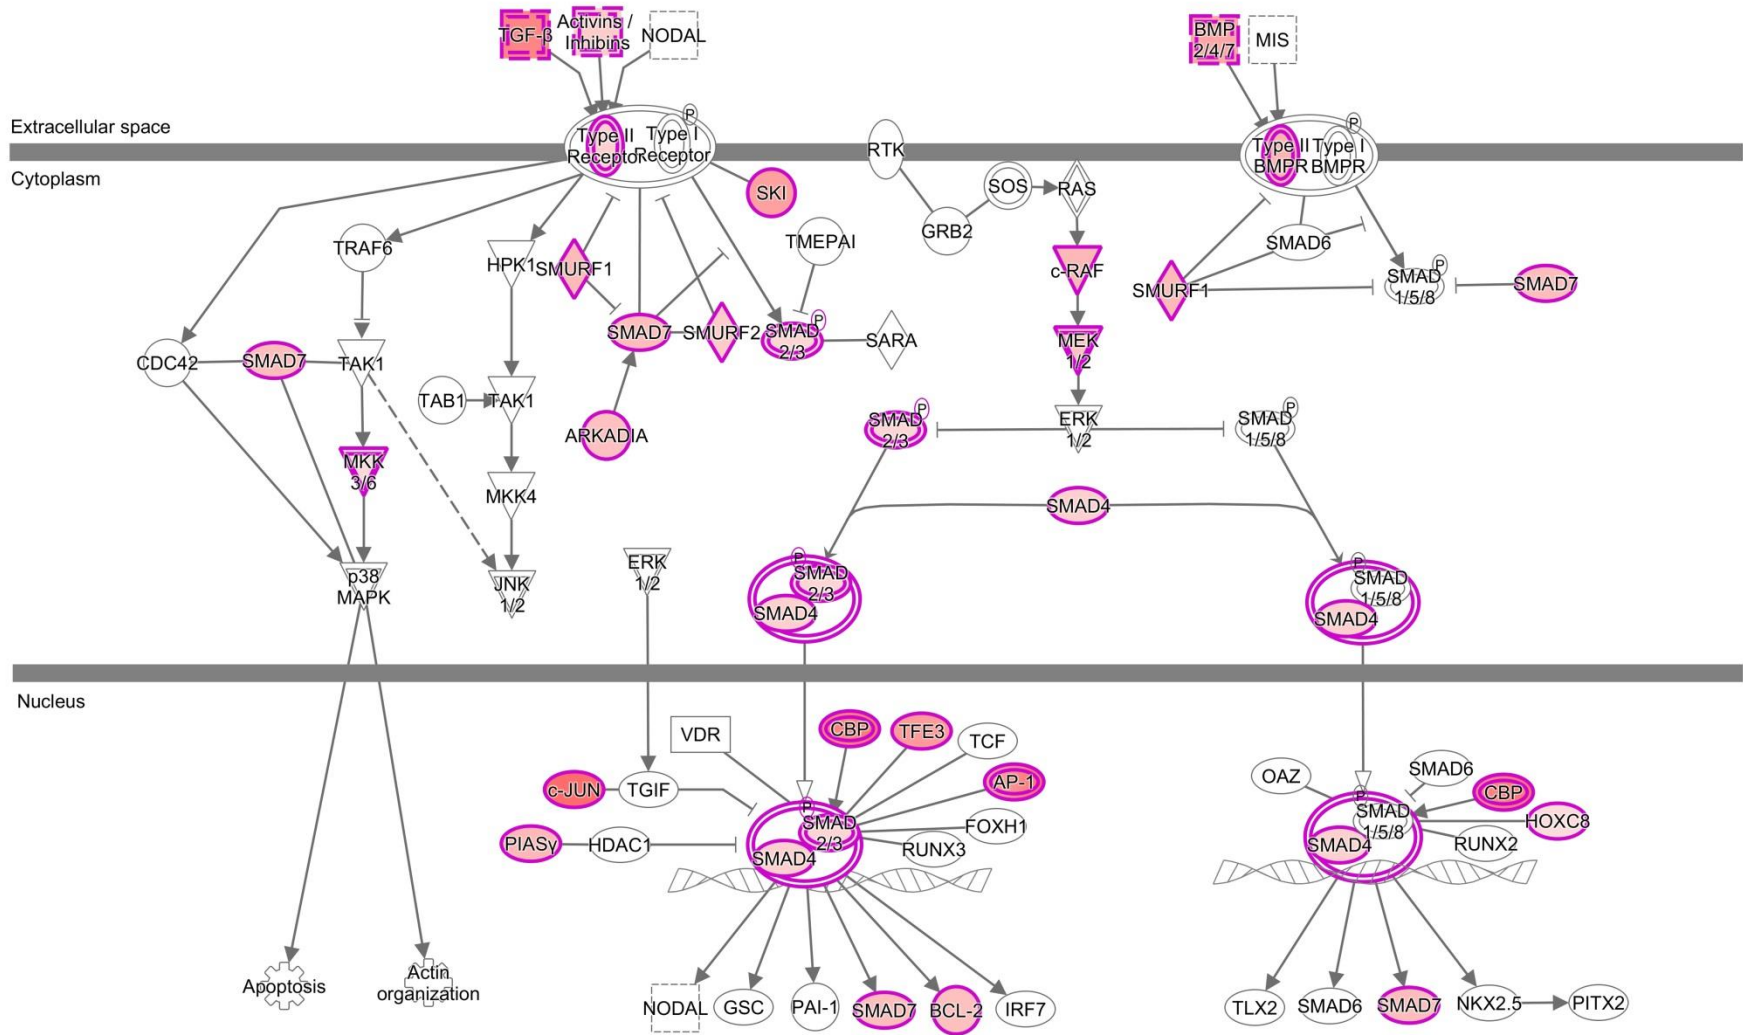 TGF-β
Activins /
Inhibins
NODAL
BMP
2/4/7
MIS
Extracellular space
Cytoplasm
Type II
Receptor
Type I
Receptor
P
RTK
Type II
BMPR
Type I
BMPR
P
SKI
SOS
RAS
GRB2
TRAF6
HPK1
SMURF1
TMEPAI
c-RAF
SMAD6
SMURF1
SMAD
1/5/8
P
SMAD7
CDC42
SMAD7
TAK1
SMAD7
SMURF2
SMAD
2/3
P
SARA
MEK
1/2
TAB1
TAK1
ARKADIA
SMAD
2/3
P
ERK
1/2
SMAD
1/5/8
P
MKK
3/6
MKK4
SMAD4
p38
MAPK
JNK
1/2
ERK
1/2
P
SMAD
2/3
SMAD4
P
SMAD
1/5/8
SMAD4
Nucleus
VDR
CBP
TFE3
TCF
c-JUN
TGIF
AP-1
PIASγ
HDAC1
P
SMAD
2/3
SMAD4
FOXH1
RUNX3
OAZ
SMAD6
CBP
P
SMAD
1/5/8
SMAD4
HOXC8
RUNX2
Apoptosis
Actin
organization
NODAL
GSC
PAI-1
SMAD7
BCL-2
IRF7
TLX2
SMAD6
SMAD7
NKX2.5
PITX2